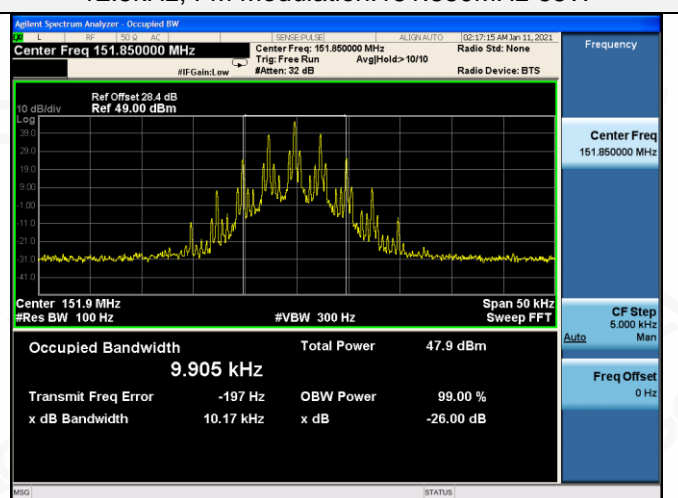 Agilent Spectrum Analyzer - Occupied BW
L RF 50 Ω AC SENSE:PULSE ALIGN AUTO 02:17:15 AM Jan 11, 2021
Center Freq 151.850000 MHz
Center Freq: 151.850000 MHz
Radio Std: None
Trig: Free Run Avg|Hold:> 10/10
#IFGain:Low #Atten: 32 dB Radio Device: BTS
Frequency
Ref Offset 28.4 dB
10 dB/div Ref 49.00 dBm
Log
39.0
29.0
19.0
9.00
-1.00
-11.0
-21.0
-31.0
-41.0
Center Freq
151.850000 MHz
Center 151.9 MHz Span 50 kHz
#Res BW 100 Hz #VBW 300 Hz Sweep FFT
CF Step
5.000 kHz
Auto Man
Occupied Bandwidth Total Power 47.9 dBm
9.905 kHz
Transmit Freq Error -197 Hz OBW Power 99.00 %
x dB Bandwidth 10.17 kHz x dB -26.00 dB
Freq Offset
0 Hz
MSG STATUS